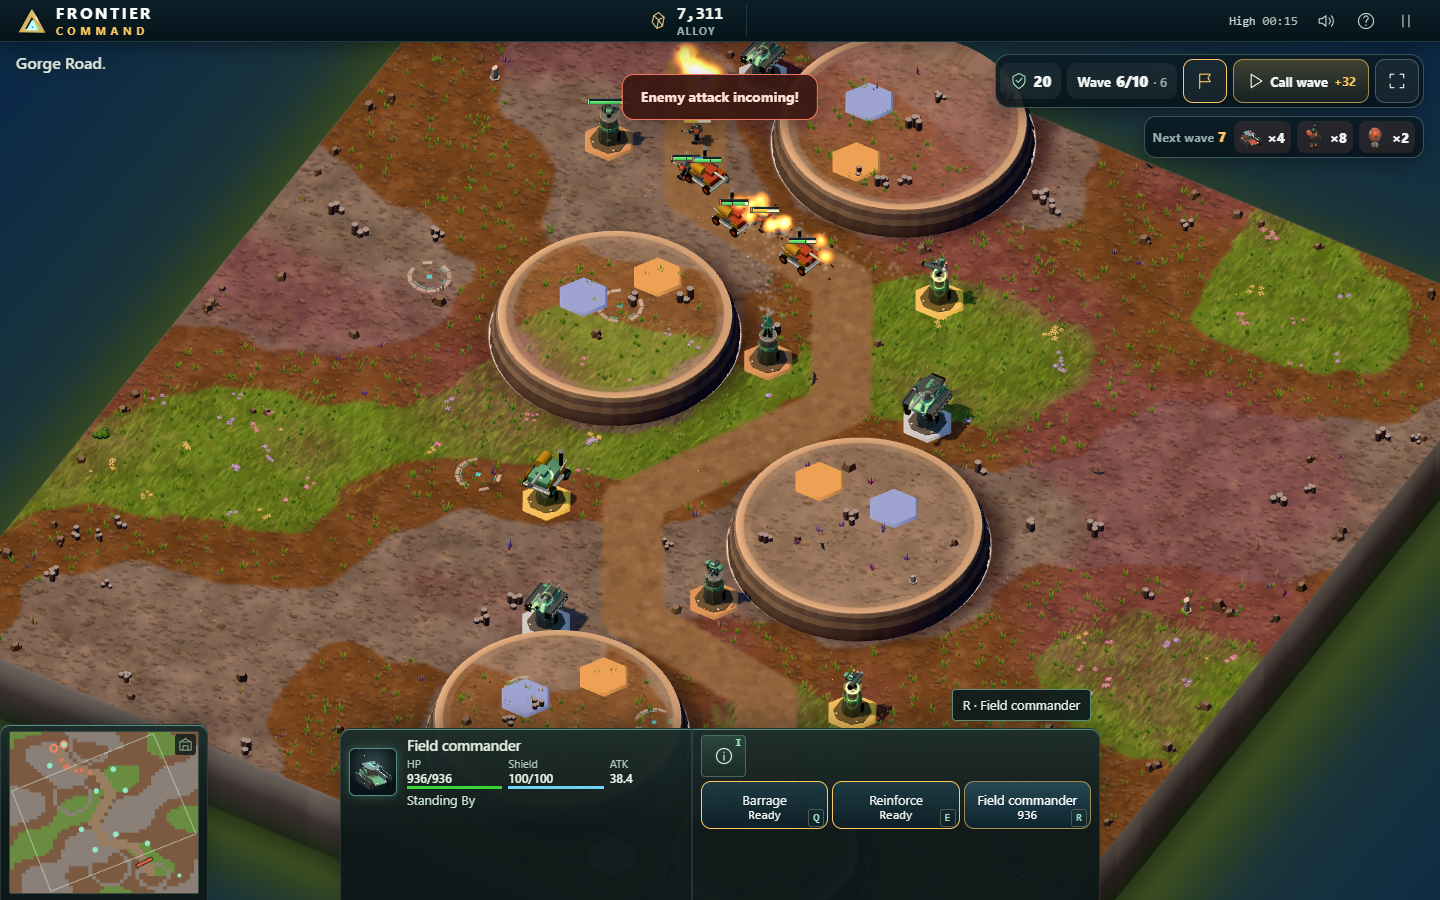 FRONTIER
COMMAND
7,311
ALLOY
High 00:15
Gorge Road.
Enemy attack incoming!
20
Wave 6/10 · 6
Call wave +32
Next wave 7
×4
×8
×2
R · Field commander
Field commander
HP
Shield
ATK
936/936
100/100
38.4
Standing By
I
Barrage
Ready
Q
Reinforce
Ready
E
Field commander
936
R